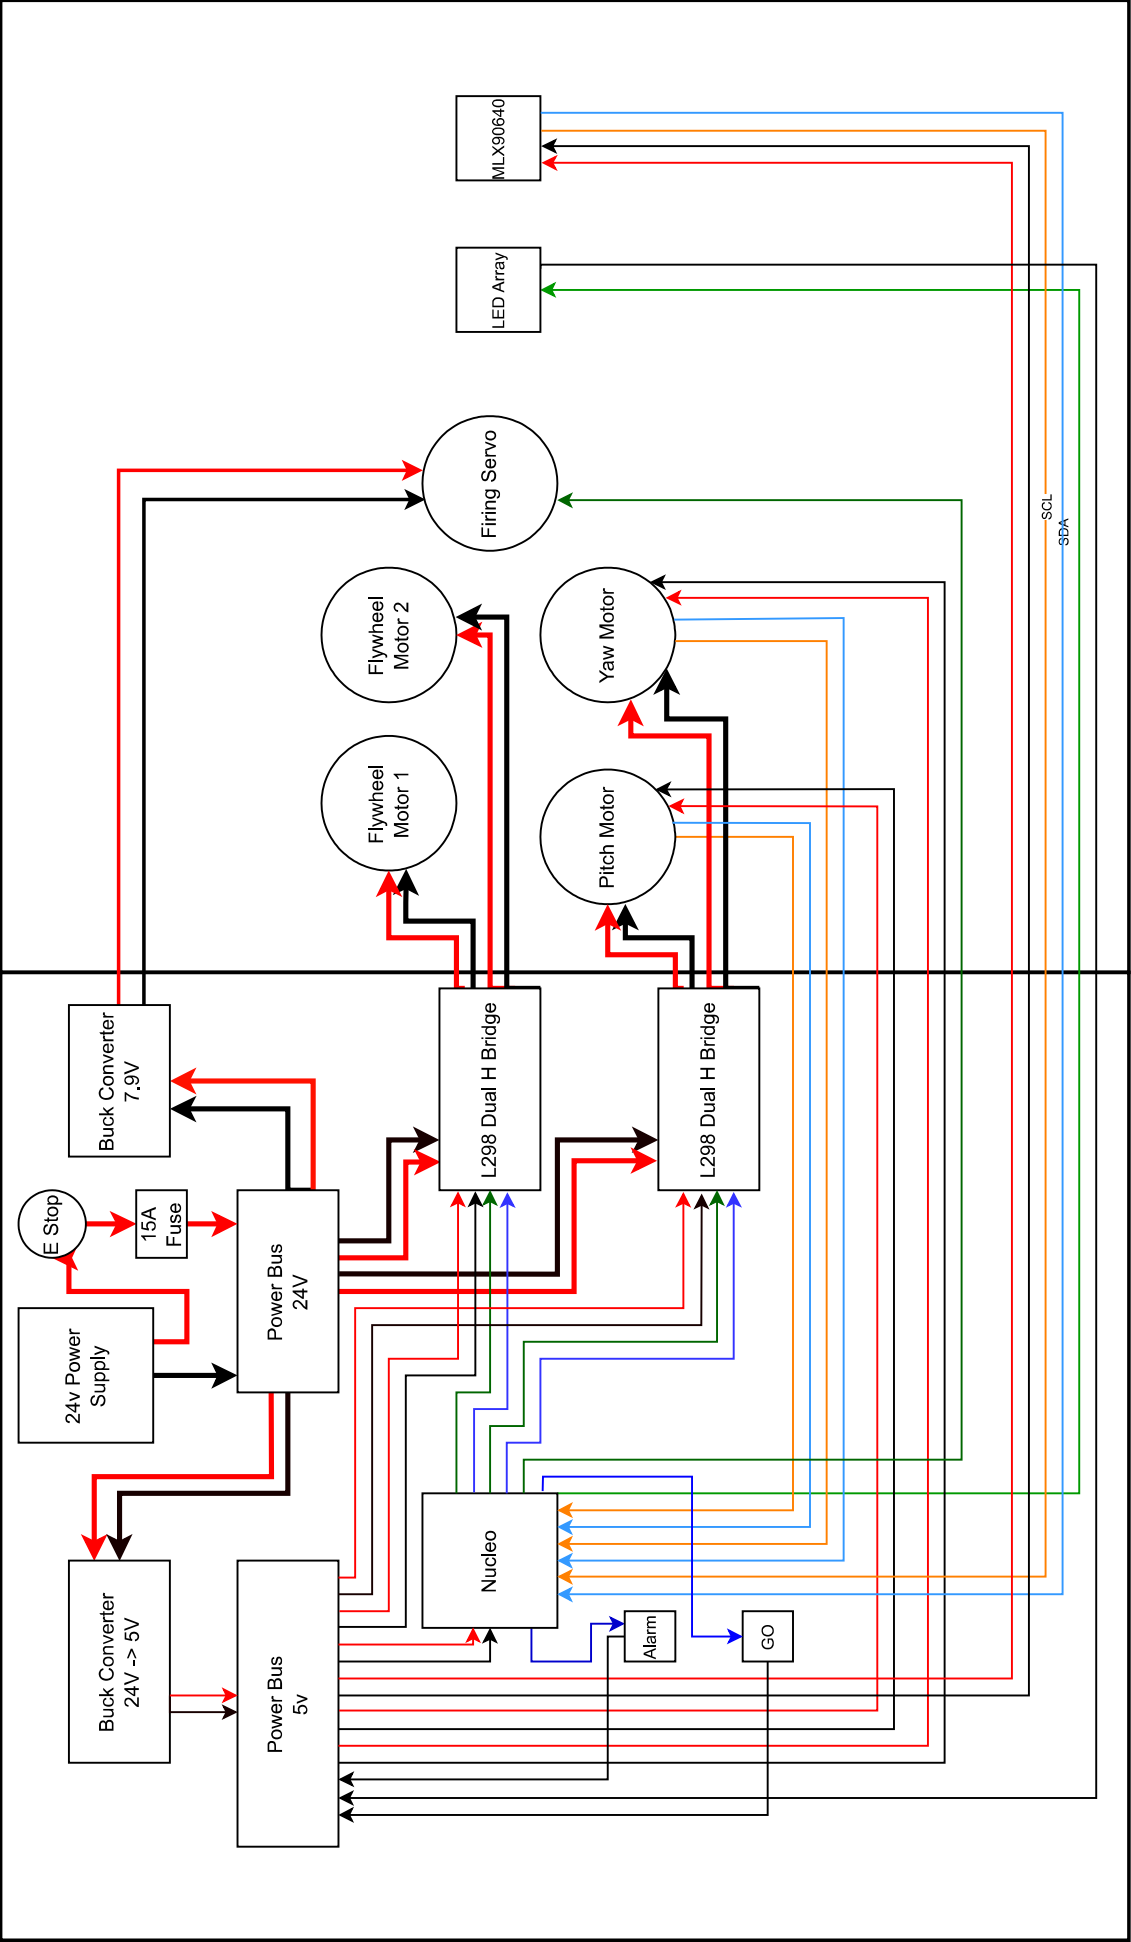 MLX90640
LED Array
Firing Servo
SCL
SDA
Flywheel
Motor 2
Yaw Motor
Flywheel
Motor 1
Pitch Motor
Buck Converter
7.9V
L298 Dual H Bridge
L298 Dual H Bridge
E Stop
15A
Fuse
Power Bus
24V
24v Power
Supply
Nucleo
Buck Converter
24V -> 5V
Power Bus
5v
Alarm
GO